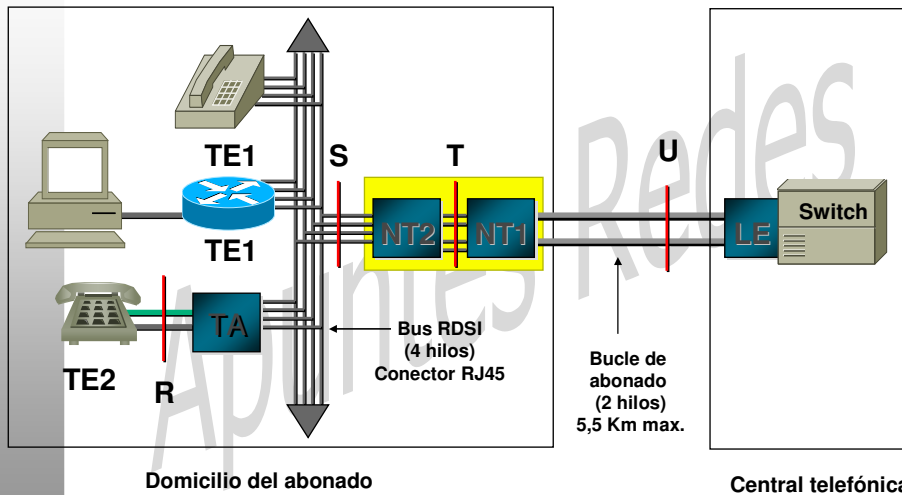 TE1
S
T
U
NT2
NT1
LE
Switch
TE1
TA
TE2
R
Bus RDSI
(4 hilos)
Conector RJ45
Bucle de
abonado
(2 hilos)
5,5 Km max.
Apuntes Redes
Domicilio del abonado
Central telefónica